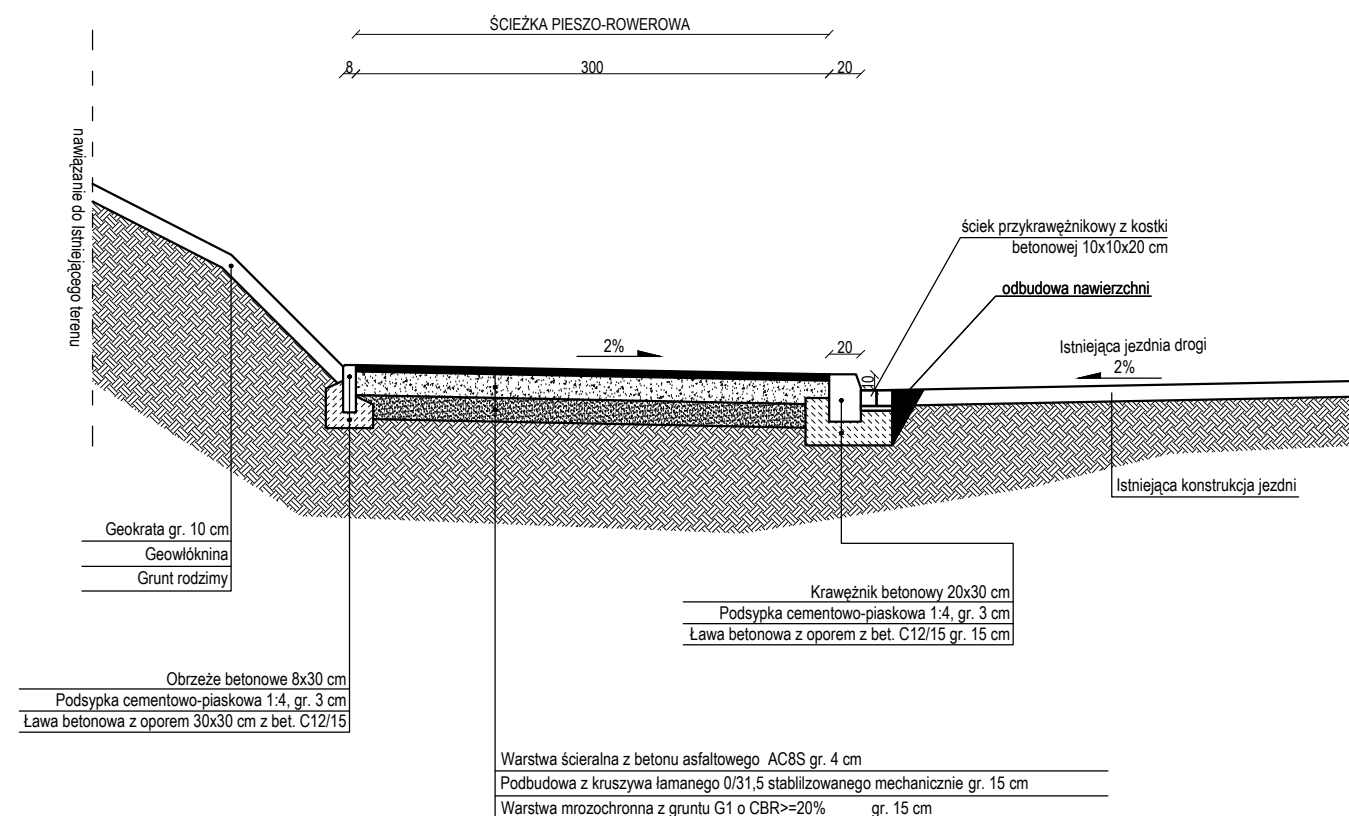 ŚCIEŻKA PIESZO-ROWEROWA
8
300
20
nawiązanie do Istniejącego terenu
ściek przykrawężnikowy z kostki
betonowej 10x10x20 cm
odbudowa nawierzchni
2%
20
10
Istniejąca jezdnia drogi
2%
Istniejąca konstrukcja jezdni
Geokrata gr. 10 cm
Geowłóknina
Grunt rodzimy
Krawężnik betonowy 20x30 cm
Podsypka cementowo-piaskowa 1:4, gr. 3 cm
Ława betonowa z oporem z bet. C12/15 gr. 15 cm
Obrzeże betonowe 8x30 cm
Podsypka cementowo-piaskowa 1:4, gr. 3 cm
Ława betonowa z oporem 30x30 cm z bet. C12/15
Warstwa ścieralna z betonu asfaltowego AC8S gr. 4 cm
Podbudowa z kruszywa łamanego 0/31,5 stablilzowanego mechanicznie gr. 15 cm
Warstwa mrozochronna z gruntu G1 o CBR>=20% gr. 15 cm